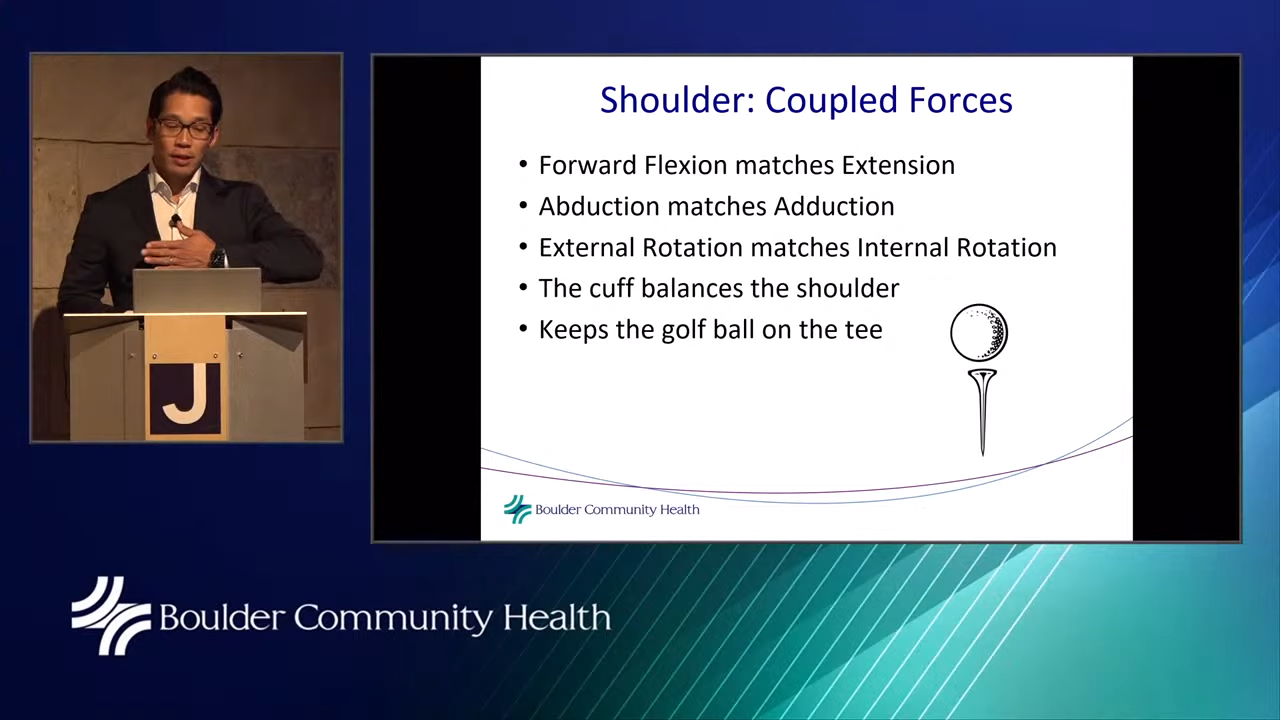 Shoulder: Coupled Forces
• Forward Flexion matches Extension
• Abduction matches Adduction
• External Rotation matches Internal Rotation
• The cuff balances the shoulder
• Keeps the golf ball on the tee
Boulder Community Health
J
Boulder Community Health